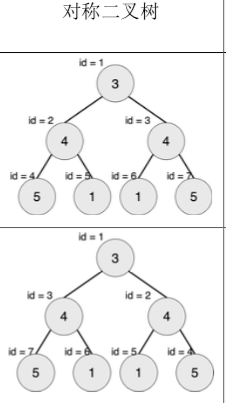 对称二叉树
id = 1
3
id = 2 id = 3
4 4
id = 4 id = 5 id = 6 id = 7
5 1 1 5
id = 1
3
id = 3 id = 2
4 4
id = 7 id = 6 id = 5 id = 4
5 1 1 5